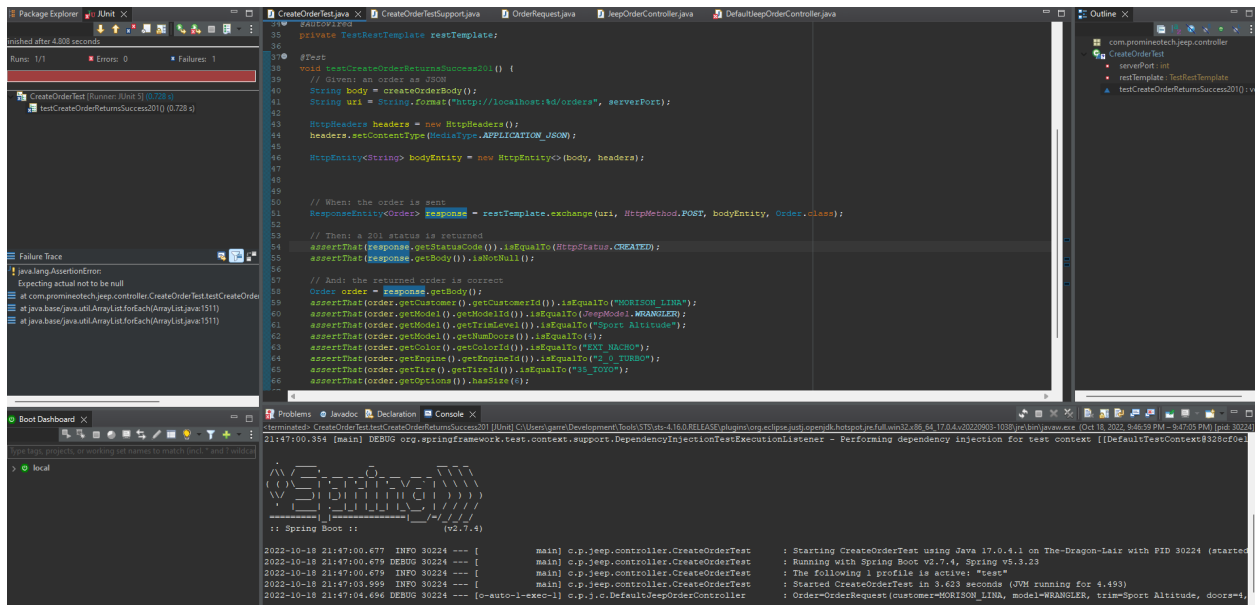 Package Explorer
JUnit
inished after 4.808 seconds
Runs: 1/1
Errors: 0
Failures: 1
CreateOrderTest [Runner: JUnit 5] (0.728 s)
testCreateOrderReturnsSuccess201() (0.728 s)
Failure Trace
java.lang.AssertionError:
Expecting actual not to be null
at com.promineotech.jeep.controller.CreateOrderTest.testCreateOrder
at java.base/java.util.ArrayList.forEach(ArrayList.java:1511)
at java.base/java.util.ArrayList.forEach(ArrayList.java:1511)
Boot Dashboard
Type tags, projects, or working set names to match (incl. * and ? wildcar
local
CreateOrderTest.java
CreateOrderTestSupport.java
OrderRequest.java
JeepOrderController.java
DefaultJeepOrderController.java
34 @Autowired
35 private TestRestTemplate restTemplate;
36
37 @Test
38 void testCreateOrderReturnsSuccess201() {
39 // Given: an order as JSON
40 String body = createOrderBody();
41 String uri = String.format("http://localhost:%d/orders", serverPort);
42
43 HttpHeaders headers = new HttpHeaders();
44 headers.setContentType(MediaType.APPLICATION_JSON);
45
46 HttpEntity<String> bodyEntity = new HttpEntity<>(body, headers);
47
48
49
50 // When: the order is sent
51 ResponseEntity<Order> response = restTemplate.exchange(uri, HttpMethod.POST, bodyEntity, Order.class);
52
53 // Then: a 201 status is returned
54 assertThat(response.getStatusCode()).isEqualTo(HttpStatus.CREATED);
55 assertThat(response.getBody()).isNotNull();
56
57 // And: the returned order is correct
58 Order order = response.getBody();
59 assertThat(order.getCustomer().getCustomerId()).isEqualTo("MORISON_LINA");
60 assertThat(order.getModel().getModelId()).isEqualTo(JeepModel.WRANGLER);
61 assertThat(order.getModel().getTrimLevel()).isEqualTo("Sport Altitude");
62 assertThat(order.getModel().getNumDoors()).isEqualTo(4);
63 assertThat(order.getColor().getColorId()).isEqualTo("EXT_NACHO");
64 assertThat(order.getEngine().getEngineId()).isEqualTo("2_0_TURBO");
65 assertThat(order.getTire().getTireId()).isEqualTo("35_TOYO");
66 assertThat(order.getOptions()).hasSize(6);
Outline
com.promineotech.jeep.controller
CreateOrderTest
serverPort : int
restTemplate : TestRestTemplate
testCreateOrderReturnsSuccess201() : v
Problems
Javadoc
Declaration
Console
<terminated> CreateOrderTest.testCreateOrderReturnsSuccess201 [JUnit] C:\Users\garre\Development\Tools\STS\sts-4.16.0.RELEASE\plugins\org.eclipse.justj.openjdk.hotspot.jre.full.win32.x86_64_17.0.4.v20220903-1038\jre\bin\javaw.exe (Oct 18, 2022, 9:46:59 PM – 9:47:05 PM) [pid: 30224]
21:47:00.354 [main] DEBUG org.springframework.test.context.support.DependencyInjectionTestExecutionListener - Performing dependency injection for test context [[DefaultTestContext@328cf0el
:: Spring Boot :: (v2.7.4)
2022-10-18 21:47:00.677 INFO 30224 --- [ main] c.p.jeep.controller.CreateOrderTest : Starting CreateOrderTest using Java 17.0.4.1 on The-Dragon-Lair with PID 30224 (started
2022-10-18 21:47:00.679 DEBUG 30224 --- [ main] c.p.jeep.controller.CreateOrderTest : Running with Spring Boot v2.7.4, Spring v5.3.23
2022-10-18 21:47:00.679 INFO 30224 --- [ main] c.p.jeep.controller.CreateOrderTest : The following 1 profile is active: "test"
2022-10-18 21:47:03.999 INFO 30224 --- [ main] c.p.jeep.controller.CreateOrderTest : Started CreateOrderTest in 3.623 seconds (JVM running for 4.493)
2022-10-18 21:47:04.696 DEBUG 30224 --- [o-auto-1-exec-1] c.p.j.c.DefaultJeepOrderController : Order=OrderRequest(customer=MORISON_LINA, model=WRANGLER, trim=Sport Altitude, doors=4,